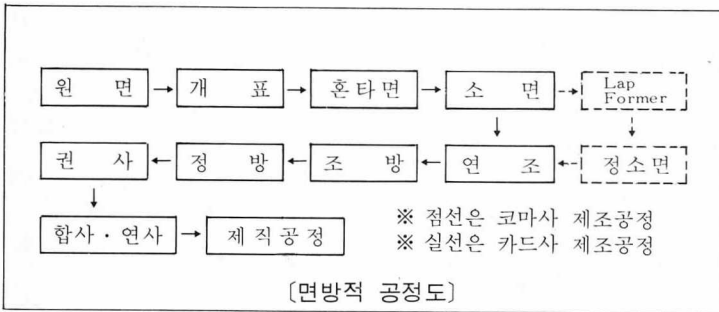 원 면 → 개 표 → 혼타면 → 소 면 → Lap Former
권 사 ← 정 방 ← 조 방 ← 연 조 ← 정소면
합사 · 연사 → 제직공정
※ 점선은 코마사 제조공정
※ 실선은 카드사 제조공정
〔면방적 공정도〕